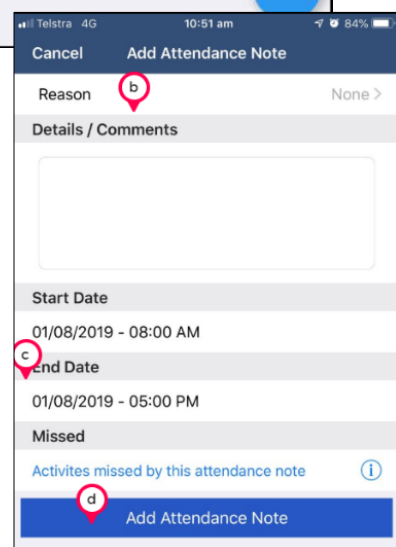 Telstra 4G 10:51 am 84%
Cancel Add Attendance Note
Reason b None >
Details / Comments
Start Date
01/08/2019 - 08:00 AM
c End Date
01/08/2019 - 05:00 PM
Missed
Activites missed by this attendance note i
d
Add Attendance Note